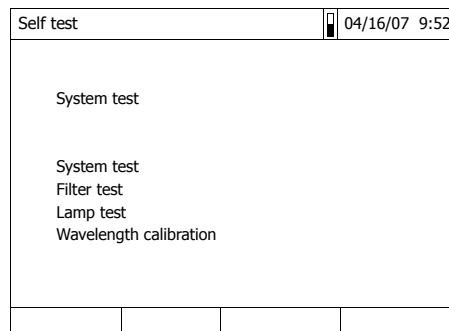 Self test 04/16/07 9:52
System test
System test
Filter test
Lamp test
Wavelength calibration